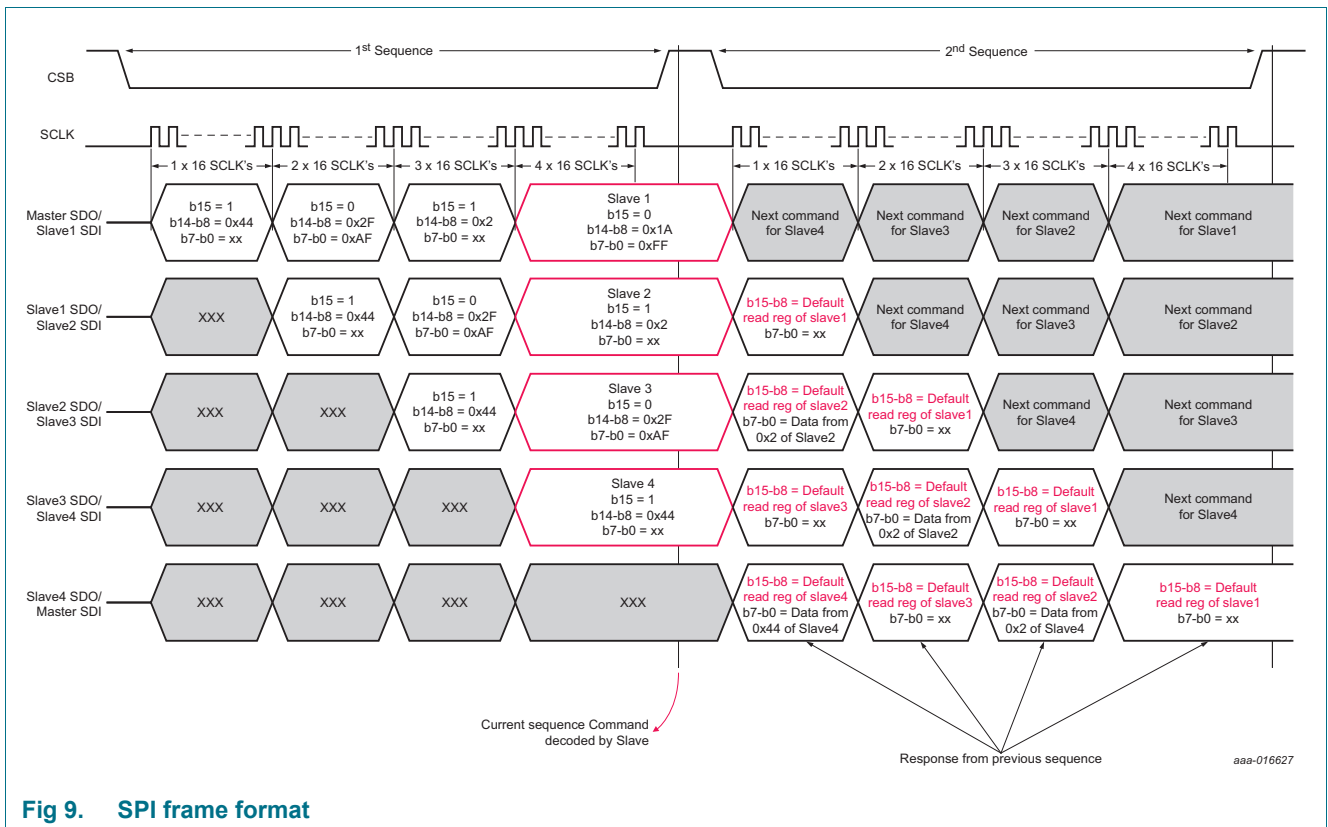 1st Sequence
2nd Sequence
CSB
SCLK
1 x 16 SCLK's
2 x 16 SCLK's
3 x 16 SCLK's
4 x 16 SCLK's
1 x 16 SCLK's
2 x 16 SCLK's
3 x 16 SCLK's
4 x 16 SCLK's
Master SDO/
Slave1 SDI
b15 = 1
b14-b8 = 0x44
b7-b0 = xx
b15 = 0
b14-b8 = 0x2F
b7-b0 = 0xAF
b15 = 1
b14-b8 = 0x2
b7-b0 = xx
Slave 1
b15 = 0
b14-b8 = 0x1A
b7-b0 = 0xFF
Next command
for Slave4
Next command
for Slave3
Next command
for Slave2
Next command
for Slave1
Slave1 SDO/
Slave2 SDI
XXX
b15 = 1
b14-b8 = 0x44
b7-b0 = xx
b15 = 0
b14-b8 = 0x2F
b7-b0 = 0xAF
Slave 2
b15 = 1
b14-b8 = 0x2
b7-b0 = xx
b15-b8 = Default
read reg of slave1
b7-b0 = xx
Next command
for Slave4
Next command
for Slave3
Next command
for Slave2
Slave2 SDO/
Slave3 SDI
XXX
XXX
b15 = 1
b14-b8 = 0x44
b7-b0 = xx
Slave 3
b15 = 0
b14-b8 = 0x2F
b7-b0 = 0xAF
b15-b8 = Default
read reg of slave2
b7-b0 = Data from
0x2 of Slave2
b15-b8 = Default
read reg of slave1
b7-b0 = xx
Next command
for Slave4
Next command
for Slave3
Slave3 SDO/
Slave4 SDI
XXX
XXX
XXX
Slave 4
b15 = 1
b14-b8 = 0x44
b7-b0 = xx
b15-b8 = Default
read reg of slave3
b7-b0 = xx
b15-b8 = Default
read reg of slave2
b7-b0 = Data from
0x2 of Slave2
b15-b8 = Default
read reg of slave1
b7-b0 = xx
Next command
for Slave4
Slave4 SDO/
Master SDI
XXX
XXX
XXX
XXX
b15-b8 = Default
read reg of slave4
b7-b0 = Data from
0x44 of Slave4
b15-b8 = Default
read reg of slave3
b7-b0 = xx
b15-b8 = Default
read reg of slave2
b7-b0 = Data from
0x2 of Slave4
b15-b8 = Default
read reg of slave1
b7-b0 = xx
Current sequence Command
decoded by Slave
Response from previous sequence
aaa-016627
Fig 9. SPI frame format